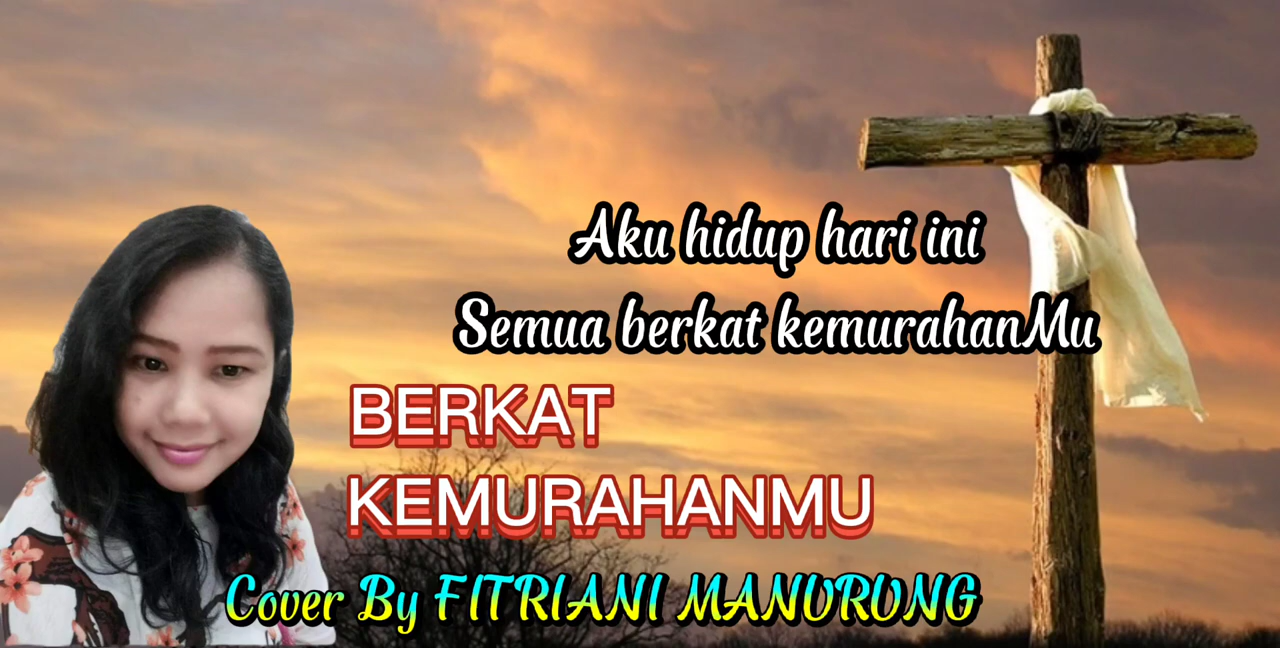 Aku hidup hari ini
Semua berkat kemurahanMu
BERKAT
KEMURAHANMU
Cover By FITRIANI MANURUNG